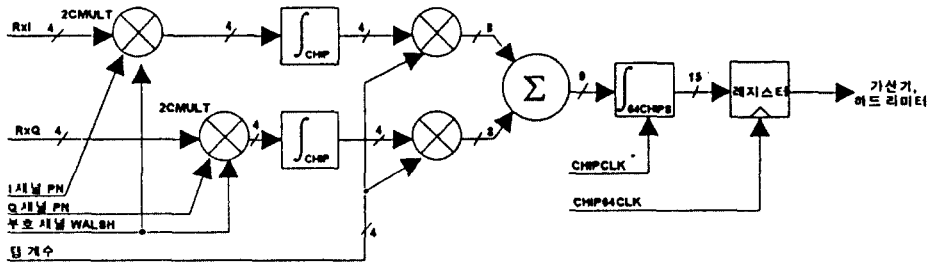 2CMULT
RxI 4 4 4 8
∫CHIP
2CMULT
Σ 9 ∫64CHIPS 15 레지스터 가산기,
하드 리미터
RxQ 4 4 4 8
∫CHIP
CHIPCLK
I 채널 PN
Q 채널 PN
CHIP64CLK
부호 채널 WALSH
4
탭 계수